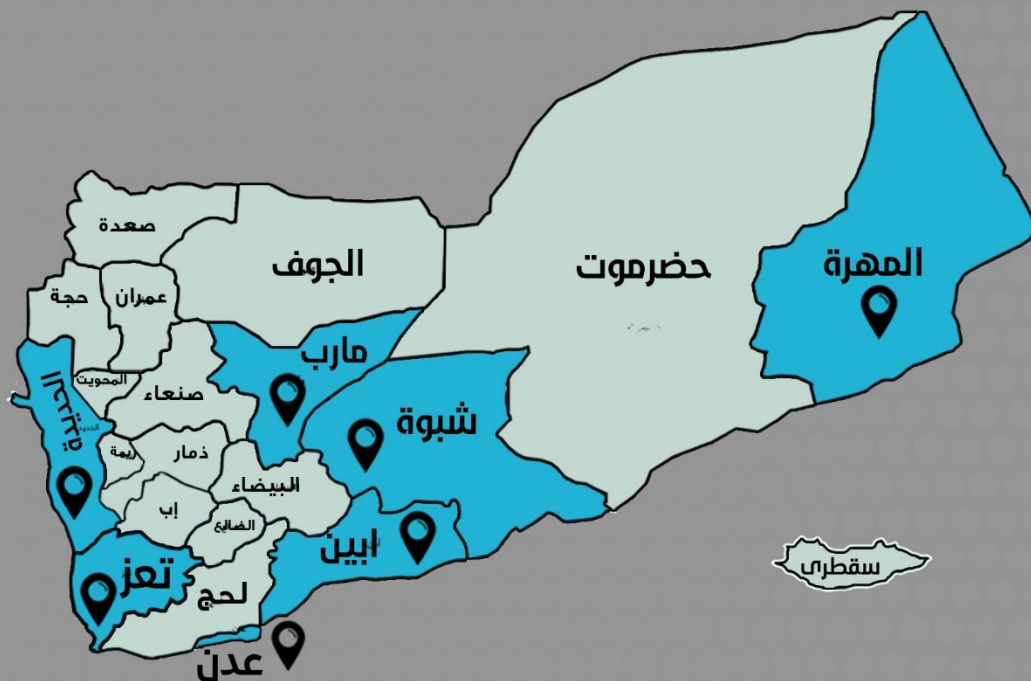 صعدة
الجوف
حضرموت
المهرة
حجة
عمران
مارب
المحويت
صنعاء
الحديدة
شبوة
ريمة
ذمار
البيضاء
إب
الضالع
ابين
تعز
لحج
عدن
سقطرى